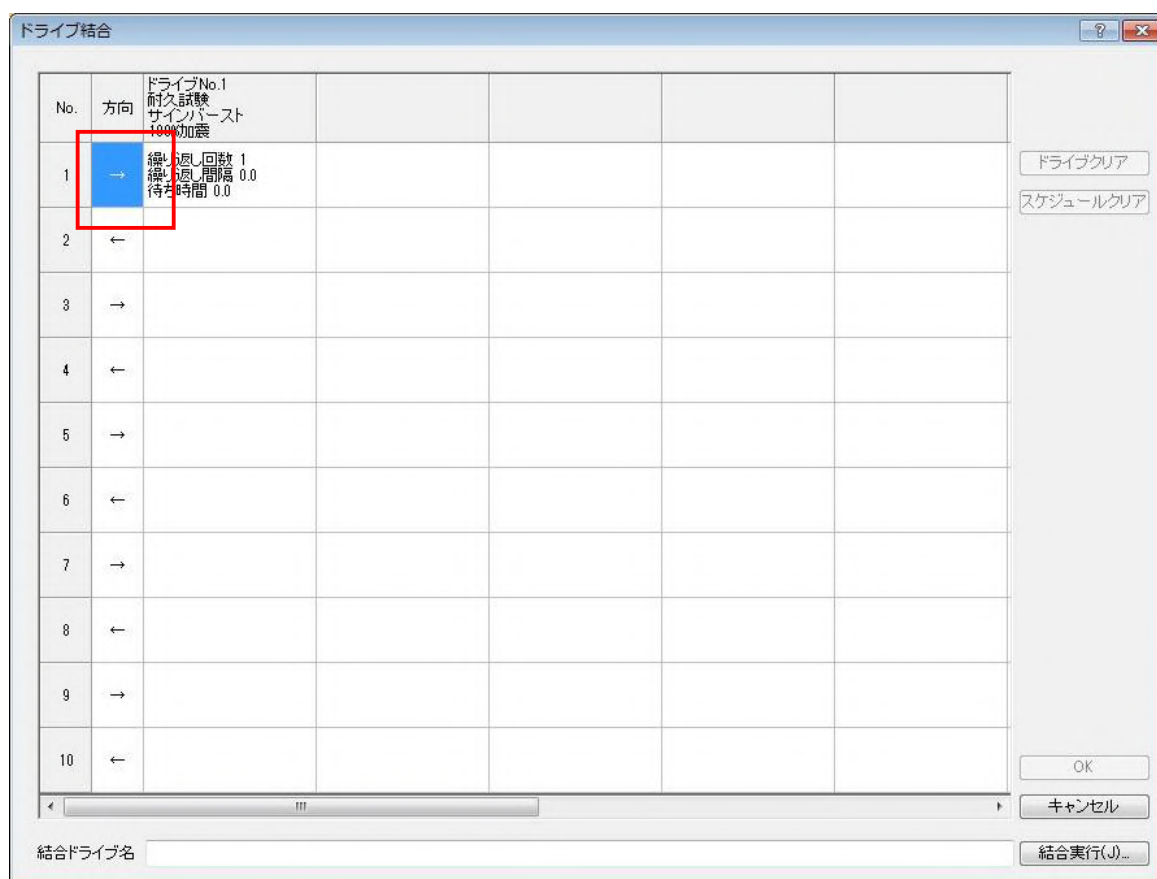 ドライブ結合
No.
方向
ドライブNo.1
耐久試験
サインバースト
100%加震
1
→
繰り返し回数 1
繰り返し間隔 0.0
待ち時間 0.0
ドライブクリア
スケジュールクリア
2
←
3
→
4
←
5
→
6
←
7
→
8
←
9
→
10
←
OK
キャンセル
結合ドライブ名
結合実行(J)...